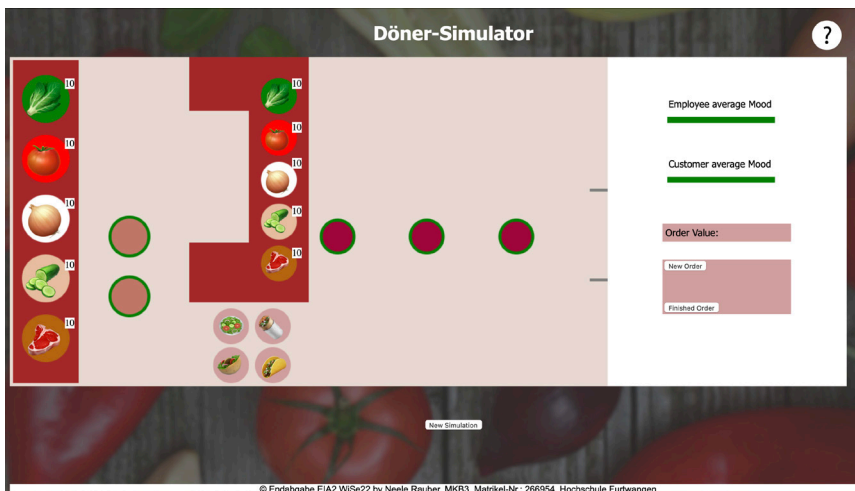 Döner-Simulator
?
10
10
10
10
10
10
10
10
10
10
Employee average Mood
Customer average Mood
Order Value:
New Order
Finished Order
New Simulation
© Endabgabe EIA2 WiSe22 by Neele Rauber, MKB3, Matrikel-Nr.: 266954, Hochschule Furtwangen